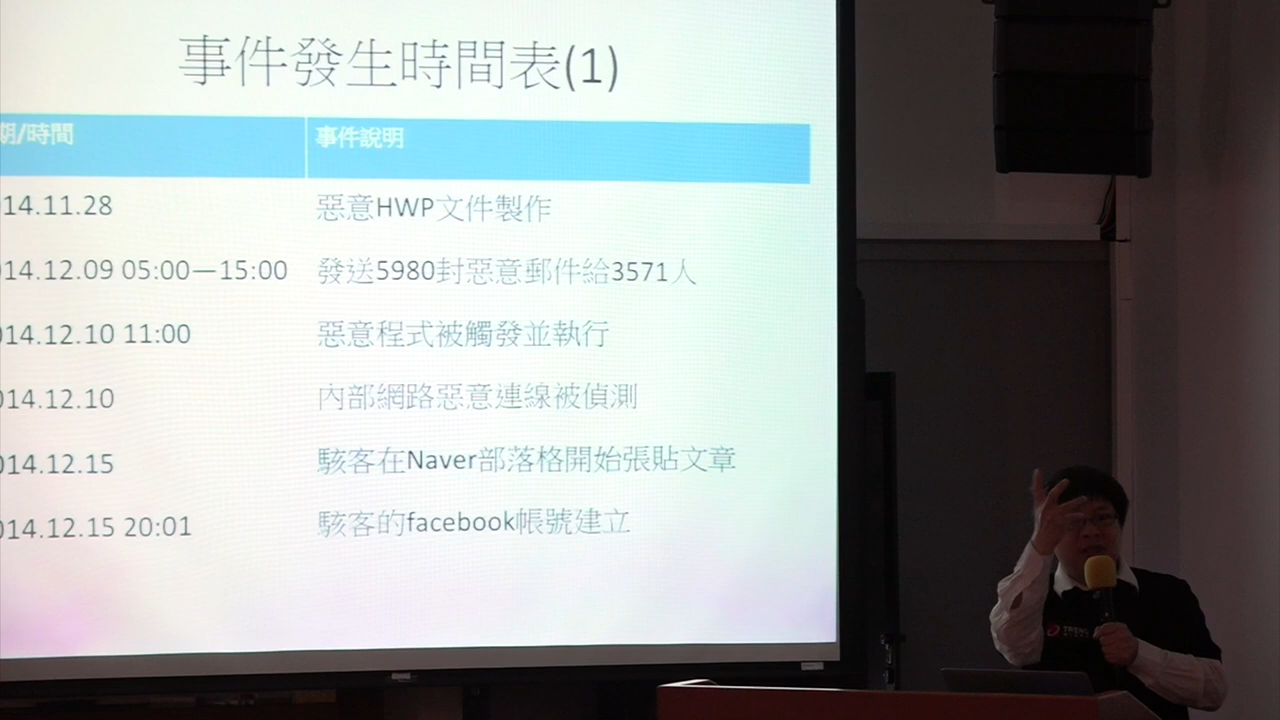 事件發生時間表(1)
期/時間 事件說明
014.11.28 惡意HWP文件製作
014.12.09 05:00—15:00 發送5980封惡意郵件給3571人
014.12.10 11:00 惡意程式被觸發並執行
014.12.10 內部網路惡意連線被偵測
014.12.15 駭客在Naver部落格開始張貼文章
014.12.15 20:01 駭客的facebook帳號建立
TREND